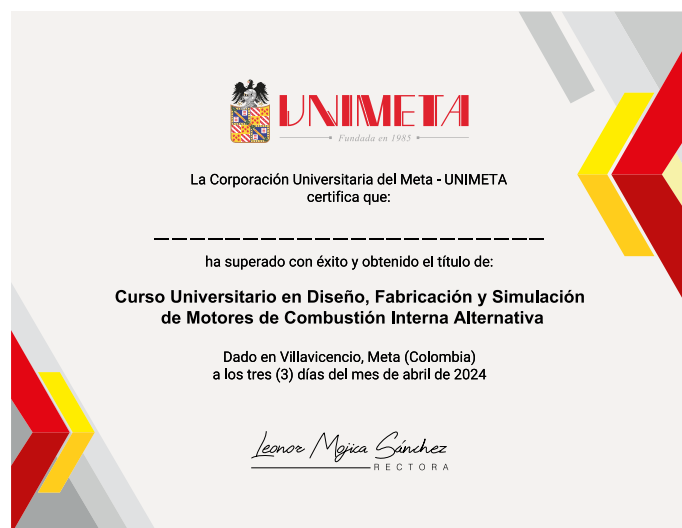 UNIMETA
Fundada en 1985
La Corporación Universitaria del Meta - UNIMETA
certifica que:
ha superado con éxito y obtenido el título de:
Curso Universitario en Diseño, Fabricación y Simulación
de Motores de Combustión Interna Alternativa
Dado en Villavicencio, Meta (Colombia)
a los tres (3) días del mes de abril de 2024
Leonor Mojica Sánchez
RECTORA